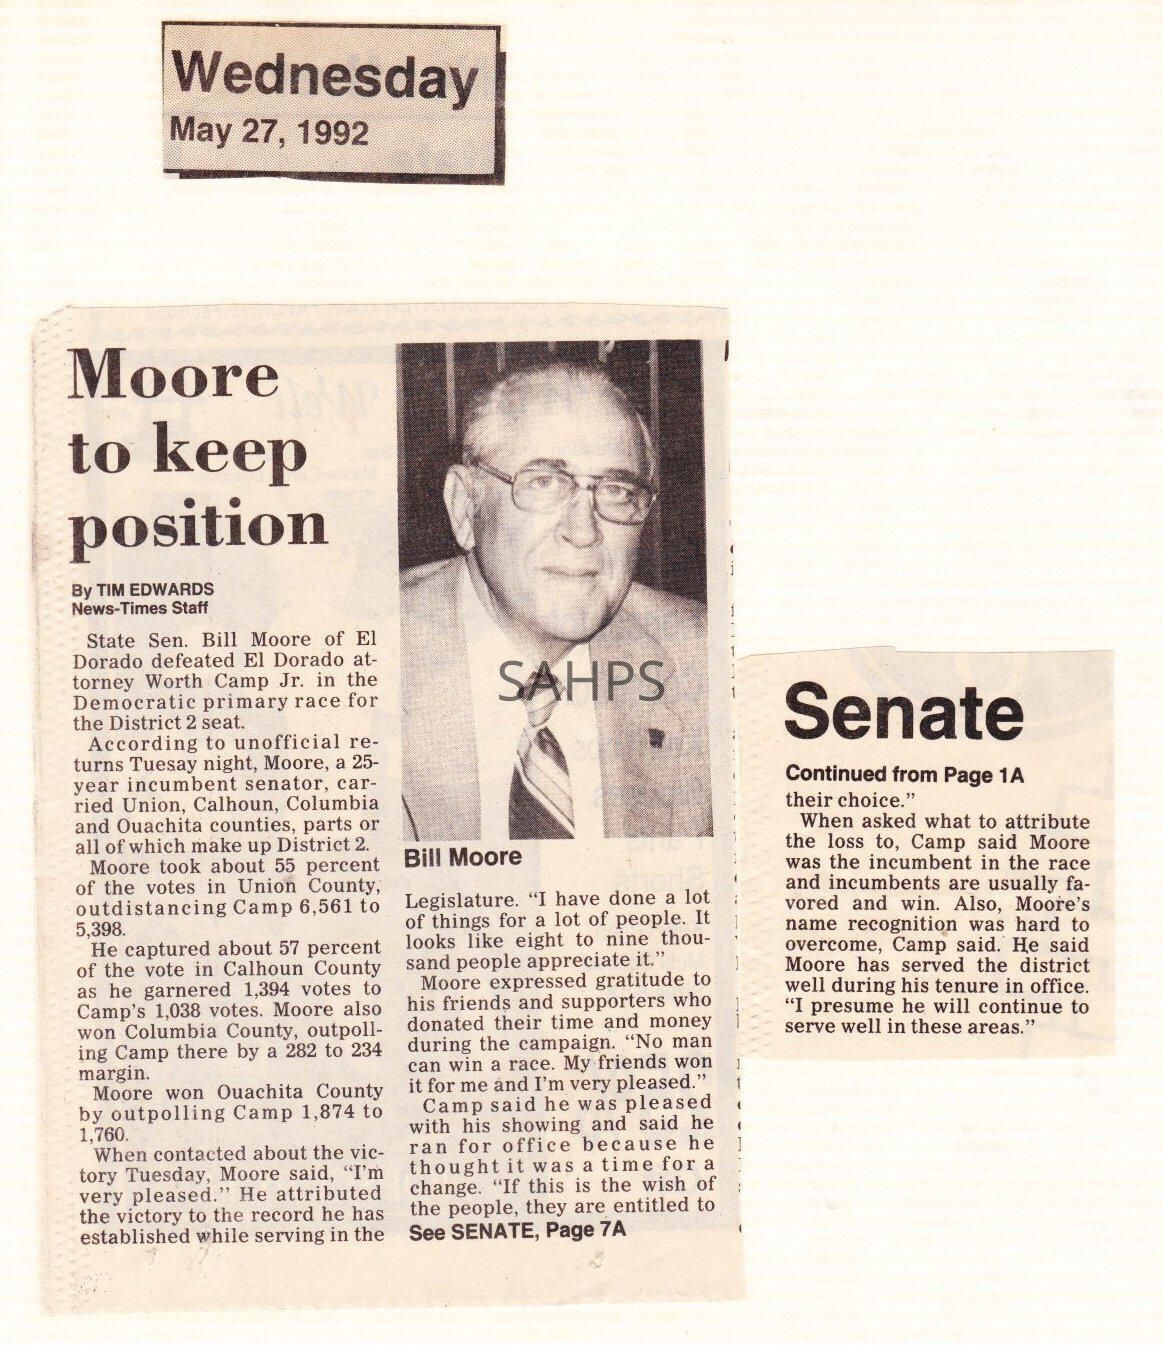 Wednesday
May 27, 1992
Moore
to keep
position
By TIM EDWARDS
News-Times Staff
State Sen. Bill Moore of El
Dorado defeated El Dorado at-
torney Worth Camp Jr. in the
Democratic primary race for
the District 2 seat.
According to unofficial re-
turns Tuesay night, Moore, a 25-
year incumbent senator, car-
ried Union, Calhoun, Columbia
and Ouachita counties, parts or
all of which make up District 2.
Moore took about 55 percent
of the votes in Union County,
outdistancing Camp 6,561 to
5,398.
He captured about 57 percent
of the vote in Calhoun County
as he garnered 1,394 votes to
Camp's 1,038 votes. Moore also
won Columbia County, outpoll-
ing Camp there by a 282 to 234
margin.
Moore won Ouachita County
by outpolling Camp 1,874 to
1,760.
When contacted about the vic-
tory Tuesday, Moore said, “I'm
very pleased.” He attributed
the victory to the record he has
established while serving in the
SAHPS
Bill Moore
Legislature. “I have done a lot
of things for a lot of people. It
looks like eight to nine thou-
sand people appreciate it.”
Moore expressed gratitude to
his friends and supporters who
donated their time and money
during the campaign. “No man
can win a race. My friends won
it for me and I'm very pleased.”
Camp said he was pleased
with his showing and said he
ran for office because he
thought it was a time for a
change. “If this is the wish of
the people, they are entitled to
See SENATE, Page 7A
Senate
Continued from Page 1A
their choice.”
When asked what to attribute
the loss to, Camp said Moore
was the incumbent in the race
and incumbents are usually fa-
vored and win. Also, Moore's
name recognition was hard to
overcome, Camp said. He said
Moore has served the district
well during his tenure in office.
“I presume he will continue to
serve well in these areas.”